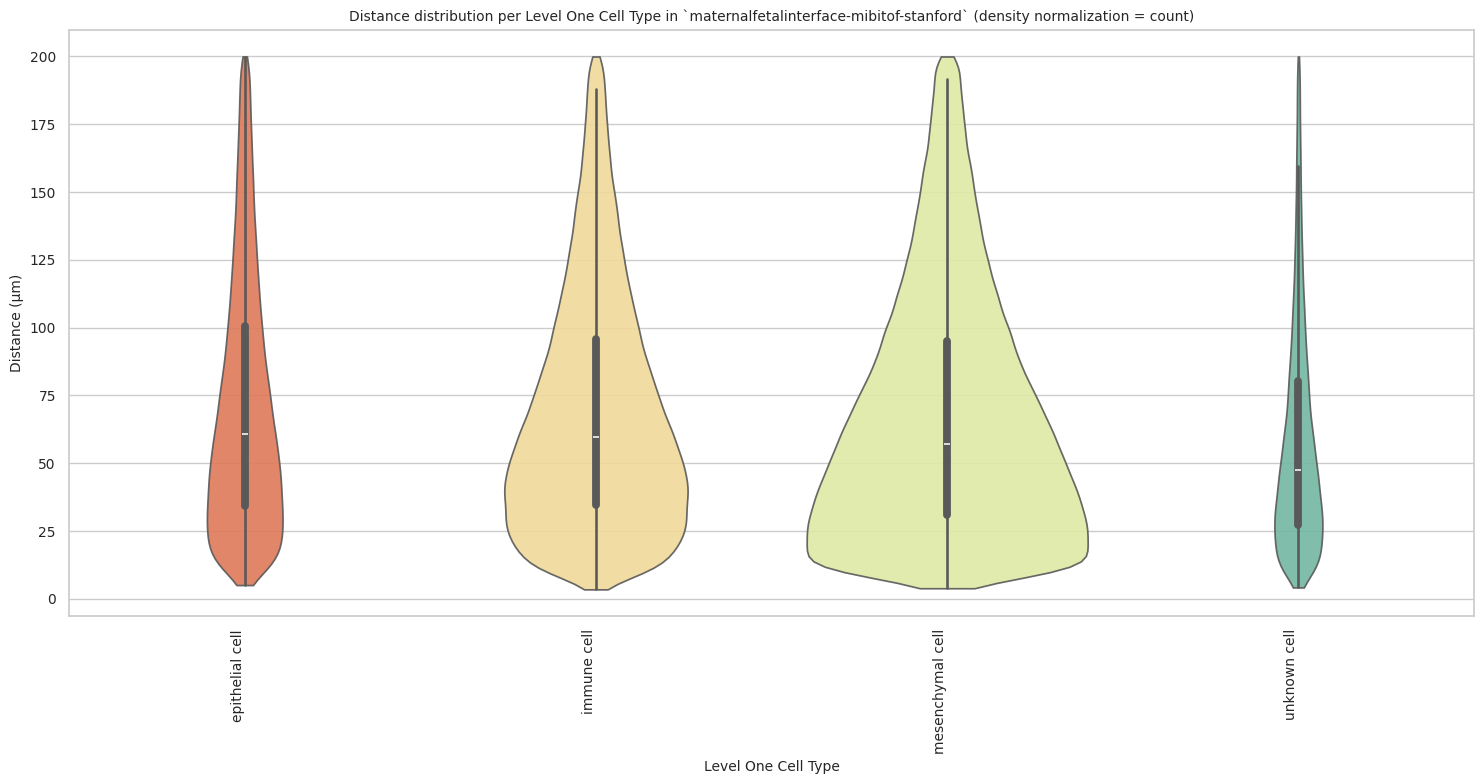 Distance distribution per Level One Cell Type in `maternalfetalinterface-mibitof-stanford` (density normalization = count)
200
175
150
125
100
75
50
25
0
Distance (μm)
epithelial cell
immune cell
mesenchymal cell
unknown cell
Level One Cell Type